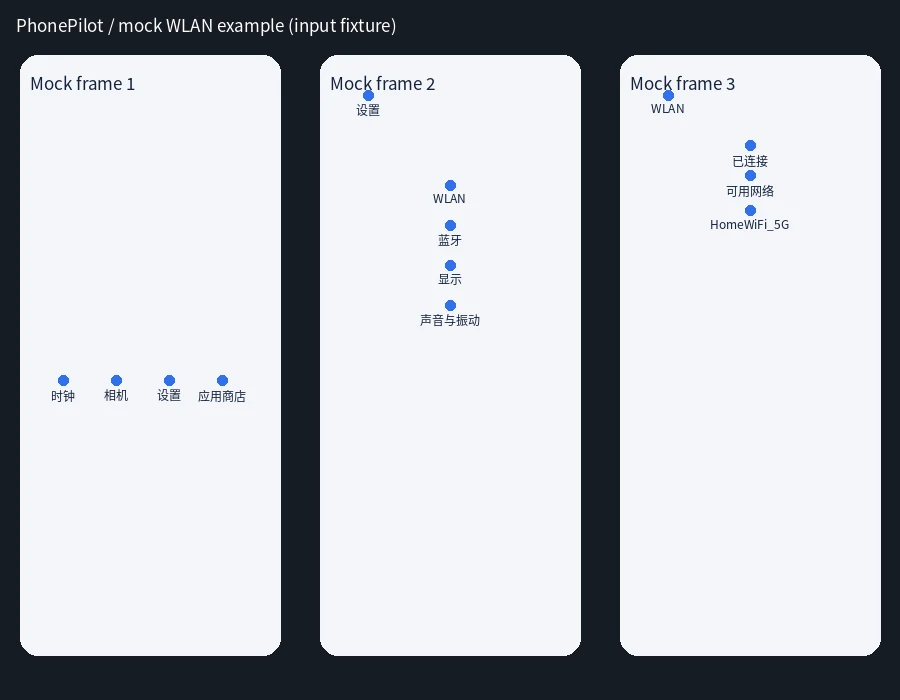 PhonePilot / mock WLAN example (input fixture)
Mock frame 1
时钟
相机
设置
应用商店
Mock frame 2
设置
WLAN
蓝牙
显示
声音与振动
Mock frame 3
WLAN
已连接
可用网络
HomeWiFi_5G